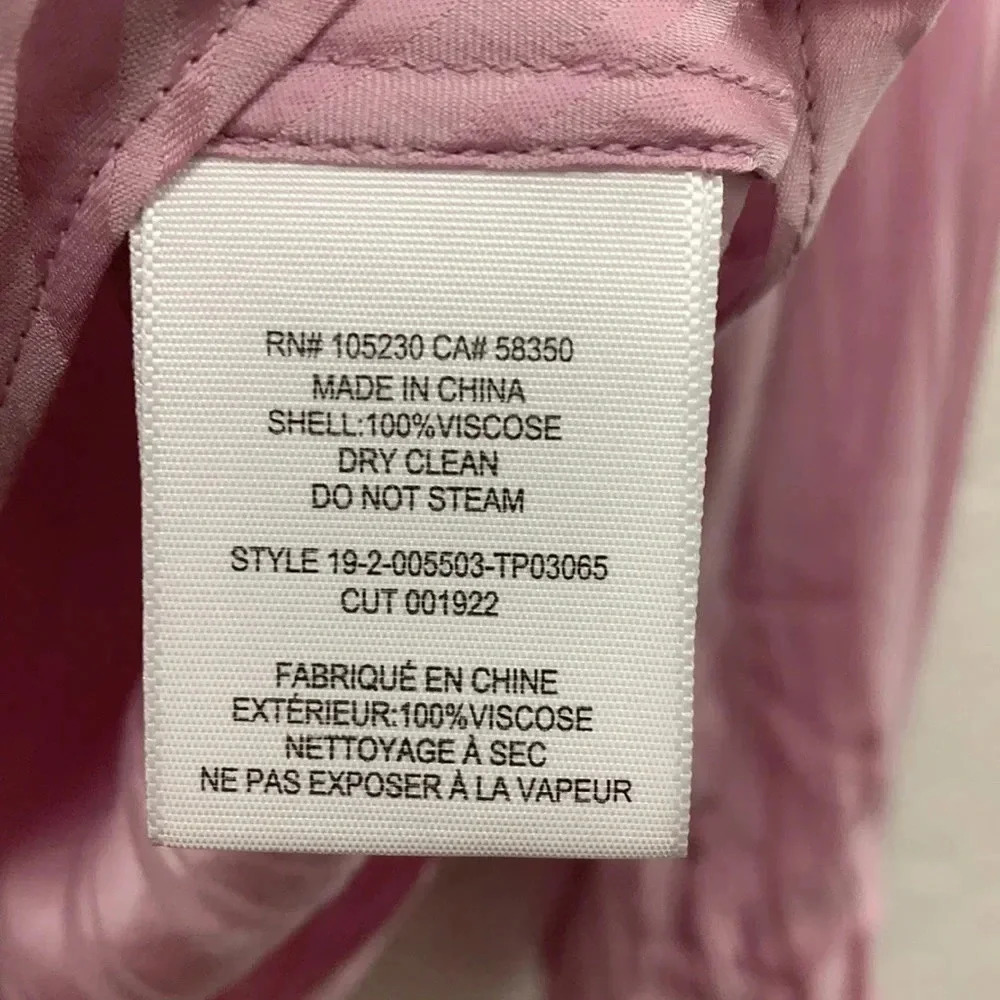 RN# 105230 CA# 58350
MADE IN CHINA
SHELL:100%VISCOSE
DRY CLEAN
DO NOT STEAM
STYLE 19-2-005503-TP03065
CUT 001922
FABRIQUÉ EN CHINE
EXTÉRIEUR:100%VISCOSE
NETTOYAGE À SEC
NE PAS EXPOSER À LA VAPEUR